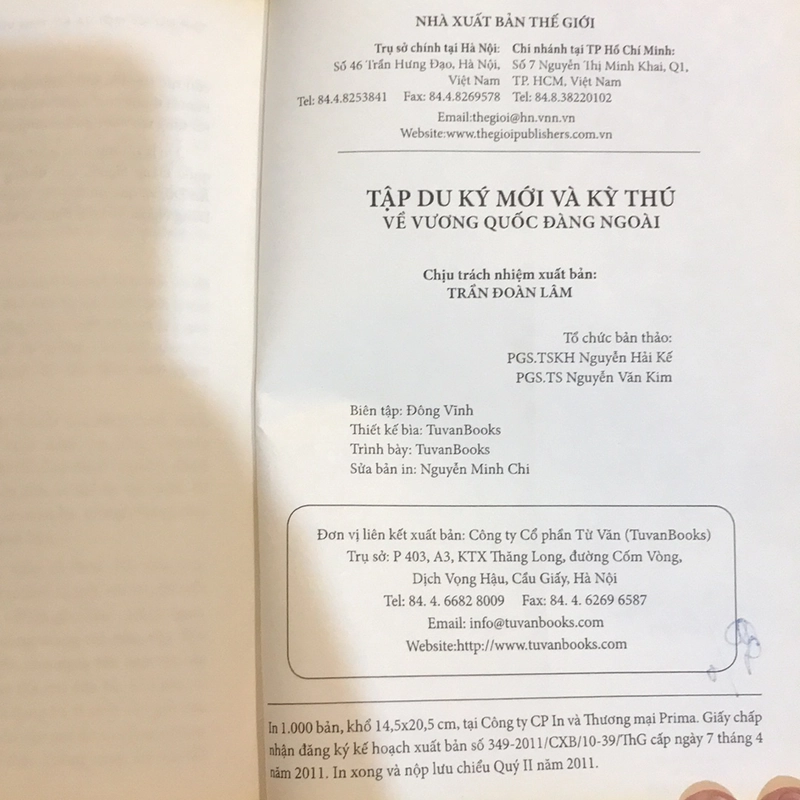 NHÀ XUẤT BẢN THẾ GIỚI
Trụ sở chính tại Hà Nội: Chi nhánh tại TP Hồ Chí Minh:
Số 46 Trần Hưng Đạo, Hà Nội, Số 7 Nguyễn Thị Minh Khai, Q1,
Việt Nam TP. HCM, Việt Nam
Tel: 84.4.8253841 Fax: 84.4.8269578 Tel: 84.8.38220102
Email:thegioi@hn.vnn.vn
Website:www.thegioipublishers.com.vn
TẬP DU KÝ MỚI VÀ KỲ THÚ
VỀ VƯƠNG QUỐC ĐÀNG NGOÀI
Chịu trách nhiệm xuất bản:
TRẦN ĐOÀN LÂM
Tổ chức bản thảo:
PGS.TSKH Nguyễn Hải Kế
PGS.TS Nguyễn Văn Kim
Biên tập: Đông Vĩnh
Thiết kế bìa: TuvanBooks
Trình bày: TuvanBooks
Sửa bản in: Nguyễn Minh Chi
Đơn vị liên kết xuất bản: Công ty Cổ phần Từ Văn (TuvanBooks)
Trụ sở: P 403, A3, KTX Thăng Long, đường Cốm Vòng,
Dịch Vọng Hậu, Cầu Giấy, Hà Nội
Tel: 84. 4. 6682 8009 Fax: 84. 4. 6269 6587
Email: info@tuvanbooks.com
Website:http://www.tuvanbooks.com
In 1.000 bản, khổ 14,5x20,5 cm, tại Công ty CP In và Thương mại Prima. Giấy chấp
nhận đăng ký kế hoạch xuất bản số 349-2011/CXB/10-39/ThG cấp ngày 7 tháng 4
năm 2011. In xong và nộp lưu chiểu Quý II năm 2011.